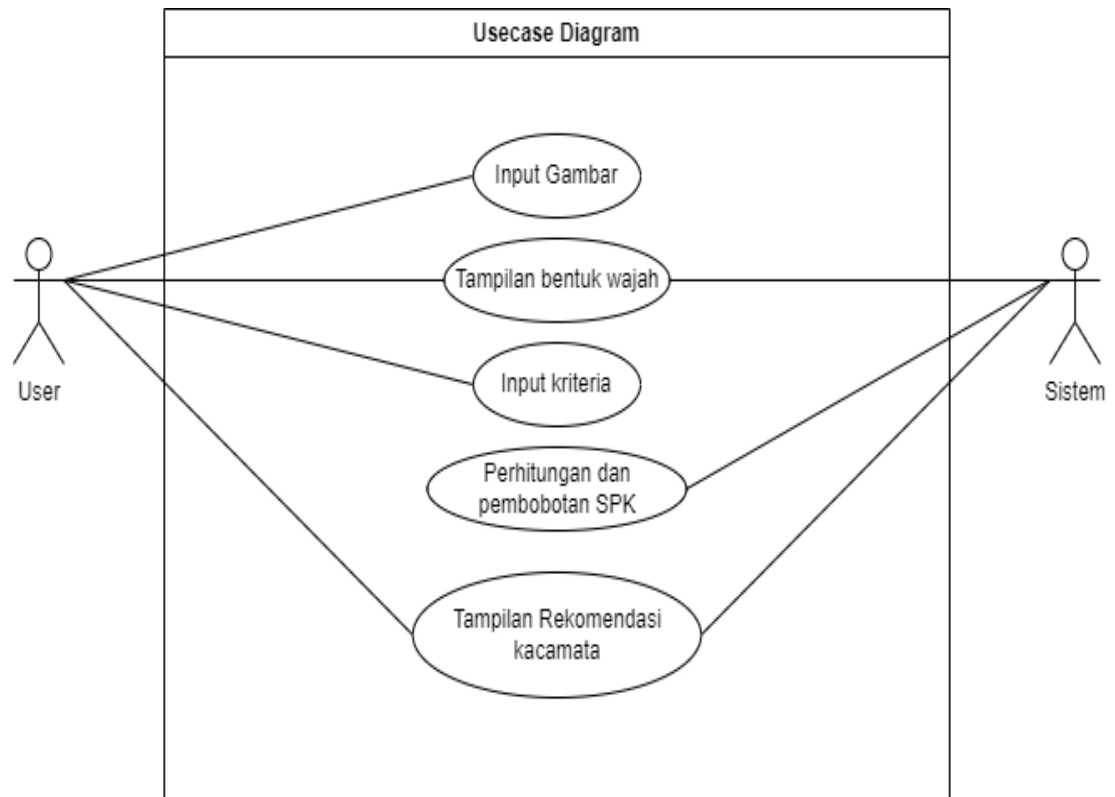 Usecase Diagram
Input Gambar
Tampilan bentuk wajah
Input kriteria
User
Sistem
Perhitungan dan
pembobotan SPK
Tampilan Rekomendasi
kacamata